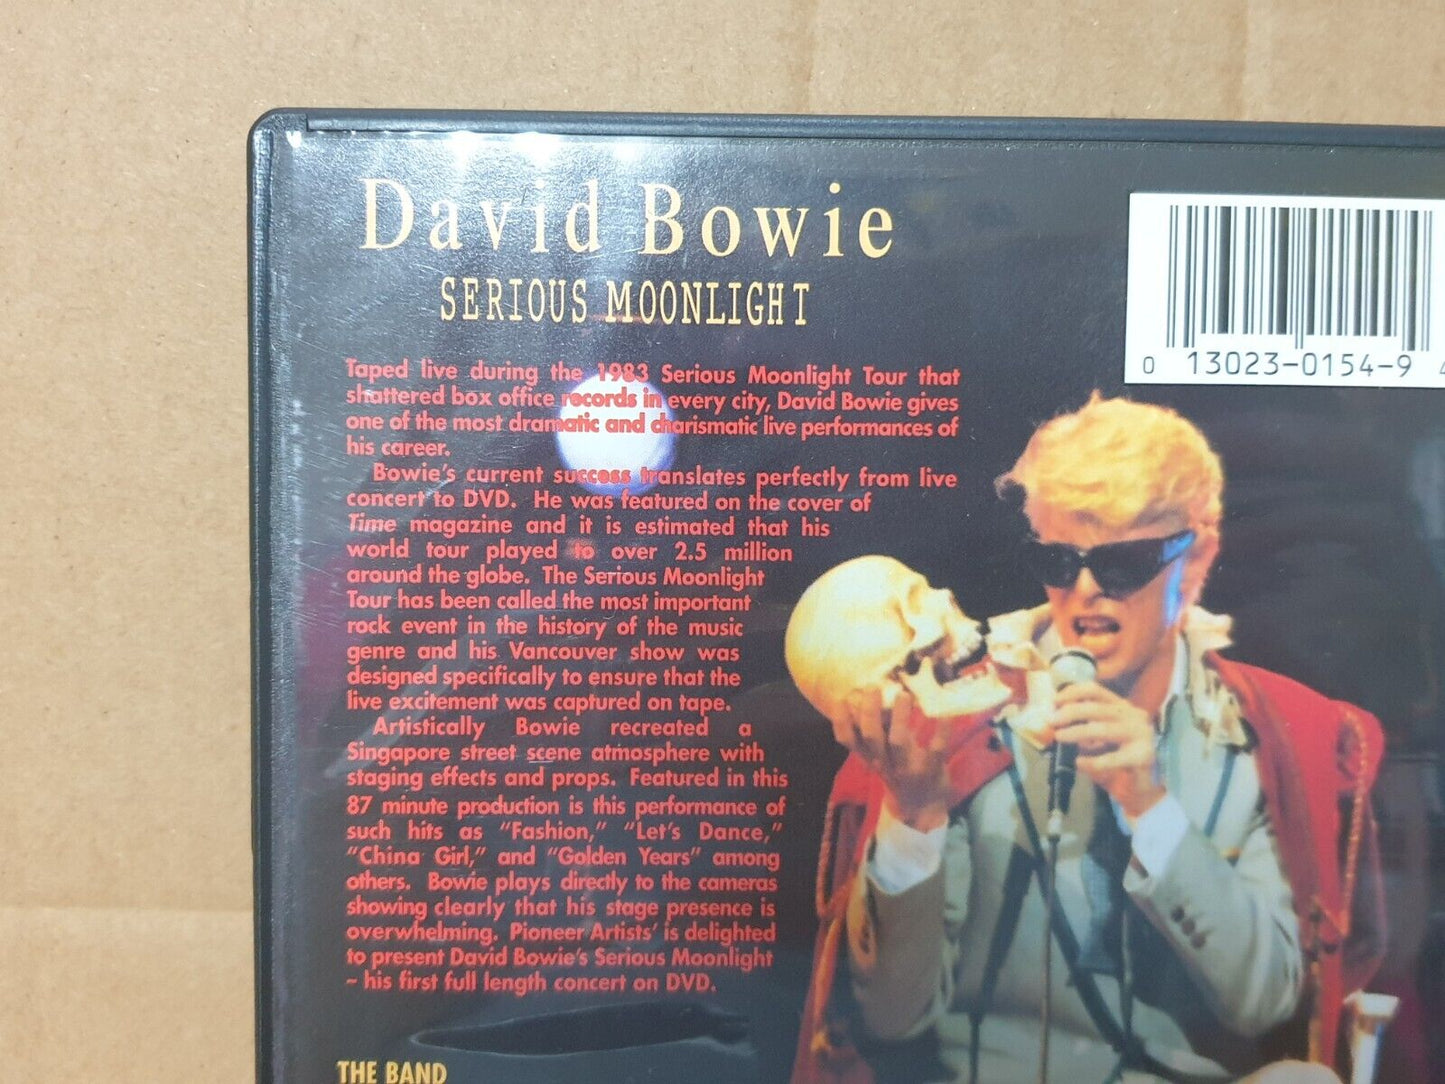 David Bowie
SERIOUS MOONLIGHT
0 13023-0154-9
Taped live during the 1983 Serious Moonlight Tour that
shattered box office records in every city, David Bowie gives
one of the most dramatic and charismatic live performances of
his career.
Bowie's current success translates perfectly from live
concert to DVD. He was featured on the cover of
Time magazine and it is estimated that his
world tour played to over 2.5 million
around the globe. The Serious Moonlight
Tour has been called the most important
rock event in the history of the music
genre and his Vancouver show was
designed specifically to ensure that the
live excitement was captured on tape.
Artistically Bowie recreated a
Singapore street scene atmosphere with
staging effects and props. Featured in this
87 minute production is this performance of
such hits as "Fashion," "Let's Dance,"
"China Girl," and "Golden Years" among
others. Bowie plays directly to the cameras
showing clearly that his stage presence is
overwhelming. Pioneer Artists' is delighted
to present David Bowie's Serious Moonlight
~ his first full length concert on DVD.
THE BAND